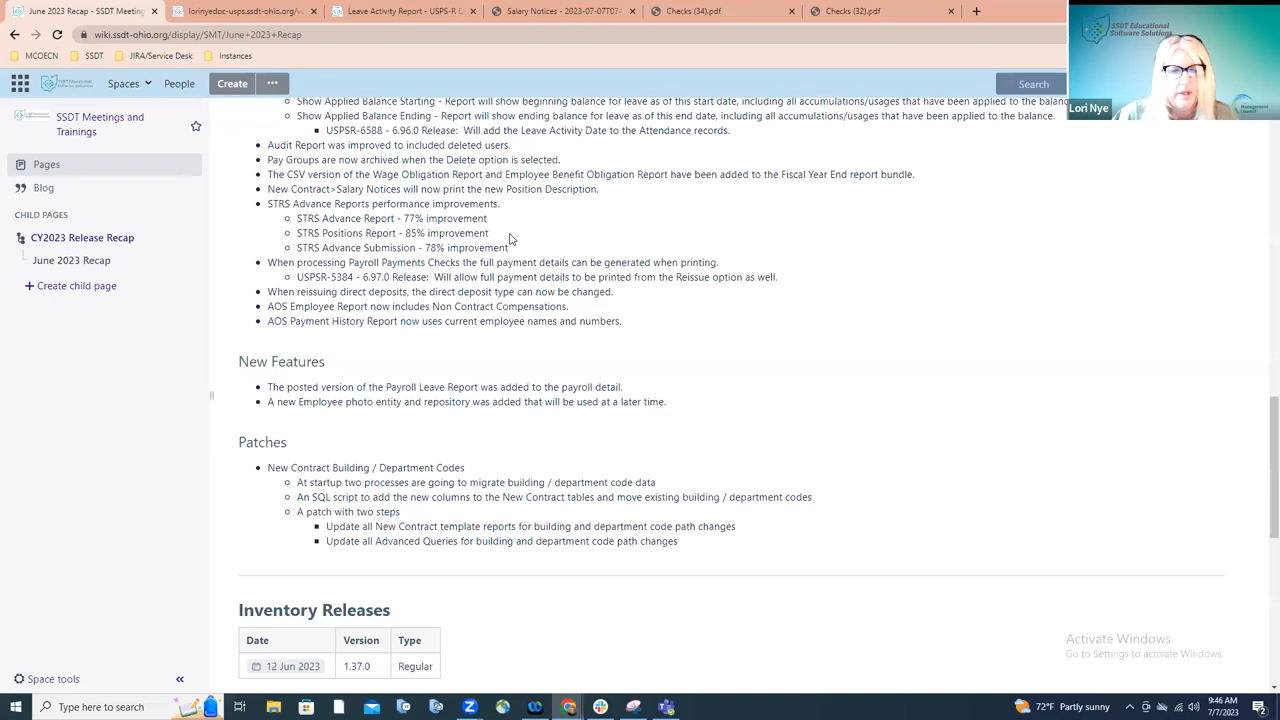 June 2023 Recap - SSDT Meeting
lorinyedoc-usps.ssdt-ohio.org/w
Leave Activity Report - USPS-R D
Salary Notices - 2023-07-07T074
Checks (34).pdf
Checks (32).pdf
wiki.ssdt-ohio.org/display/SMT/June+2023+Recap
MCOECN
SSDT
JIRA/Service Desk
Instances
SSDT Educational
Software Solutions
Lori Nye
Management
Council
Spaces
People
Create
Search
SSDT Meetings and
Trainings
Pages
Blog
CHILD PAGES
CY2023 Release Recap
June 2023 Recap
+ Create child page
Show Applied Balance Starting - Report will show beginning balance for leave as of this start date, including all accumulations/usages that have been applied to the bala
Show Applied Balance Ending - Report will show ending balance for leave as of this end date, including all accumulations/usages that have been applied to the balance.
USPSR-6588 - 6.96.0 Release: Will add the Leave Activity Date to the Attendance records.
Audit Report was improved to included deleted users.
Pay Groups are now archived when the Delete option is selected.
The CSV version of the Wage Obligation Report and Employee Benefit Obligation Report have been added to the Fiscal Year End report bundle.
New Contract>Salary Notices will now print the new Position Description.
STRS Advance Reports performance improvements.
STRS Advance Report - 77% improvement
STRS Positions Report - 85% improvement
STRS Advance Submission - 78% improvement
When processing Payroll Payments Checks the full payment details can be generated when printing.
USPSR-5384 - 6.97.0 Release: Will allow full payment details to be printed from the Reissue option as well.
When reissuing direct deposits, the direct deposit type can now be changed.
AOS Employee Report now includes Non Contract Compensations.
AOS Payment History Report now uses current employee names and numbers.
New Features
The posted version of the Payroll Leave Report was added to the payroll detail.
A new Employee photo entity and repository was added that will be used at a later time.
Patches
New Contract Building / Department Codes
At startup two processes are going to migrate building / department code data
An SQL script to add the new columns to the New Contract tables and move existing building / department codes
A patch with two steps
Update all New Contract template reports for building and department code path changes
Update all Advanced Queries for building and department code path changes
Inventory Releases
Date Version Type
12 Jun 2023 1.37.0 Regular
Activate Windows
Go to Settings to activate Windows.
Space tools
Type here to search
72°F Partly sunny
9:46 AM
7/7/2023